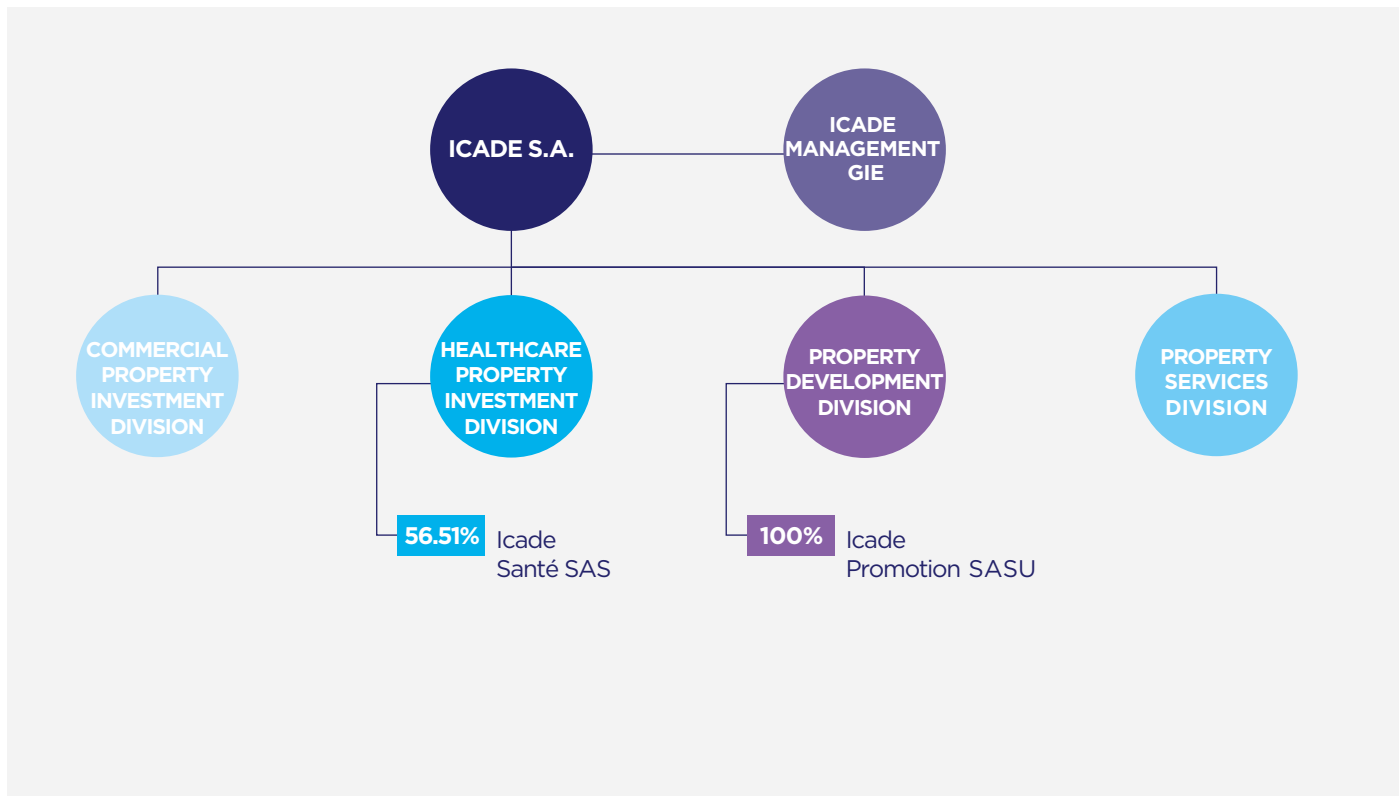 ICADE S.A.
ICADE
MANAGEMENT
GIE
COMMERCIAL
PROPERTY
INVESTMENT
DIVISION
HEALTHCARE
PROPERTY
INVESTMENT
DIVISION
PROPERTY
DEVELOPMENT
DIVISION
PROPERTY
SERVICES
DIVISION
56.51%
Icade
Santé SAS
100%
Icade
Promotion SASU